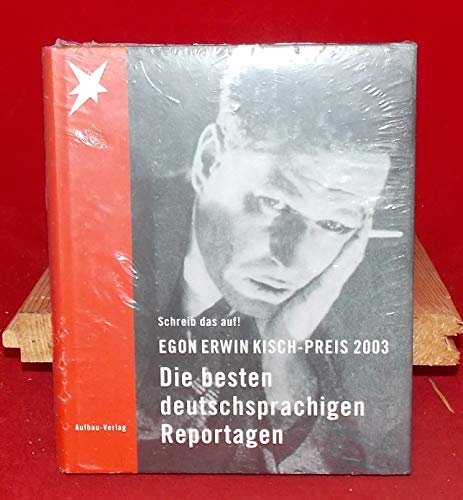 Schreib das auf!
EGON ERWIN KISCH-PREIS 2003
Die besten
deutschsprachigen
Reportagen
Aufbau-Verlag